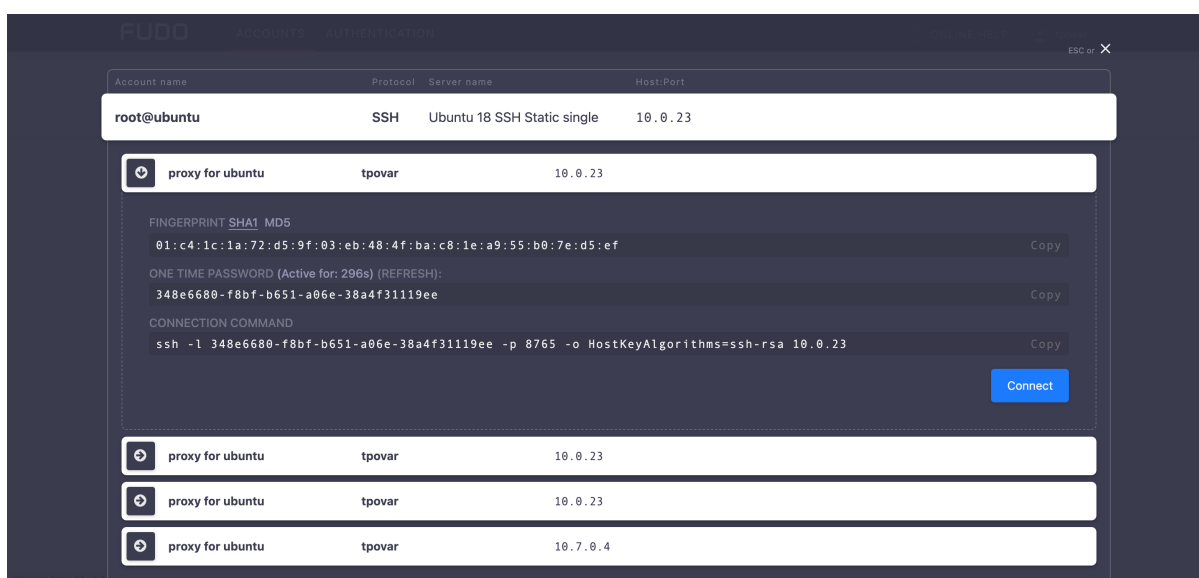 FUDO ACCOUNTS AUTHENTICATION
ESC or ✕
Account name Protocol Server name Host:Port
root@ubuntu SSH Ubuntu 18 SSH Static single 10.0.23
proxy for ubuntu tpovar 10.0.23
FINGERPRINT SHA1 MD5
01:c4:1c:1a:72:d5:9f:03:eb:48:4f:ba:c8:1e:a9:55:b0:7e:d5:ef Copy
ONE TIME PASSWORD (Active for: 296s) (REFRESH):
348e6680-f8bf-b651-a06e-38a4f31119ee Copy
CONNECTION COMMAND
ssh -l 348e6680-f8bf-b651-a06e-38a4f31119ee -p 8765 -o HostKeyAlgorithms=ssh-rsa 10.0.23 Copy
Connect
proxy for ubuntu tpovar 10.0.23
proxy for ubuntu tpovar 10.0.23
proxy for ubuntu tpovar 10.7.0.4